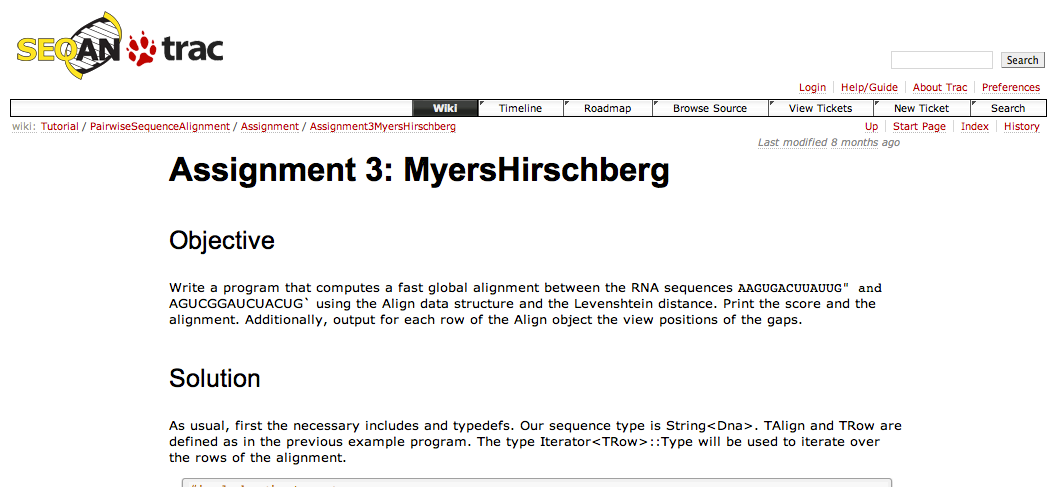 SEQAN trac
Search
Login Help/Guide About Trac Preferences
Wiki Timeline Roadmap Browse Source View Tickets New Ticket Search
wiki: Tutorial / PairwiseSequenceAlignment / Assignment / Assignment3MyersHirschberg Up Start Page Index History
Last modified 8 months ago
Assignment 3: MyersHirschberg
Objective
Write a program that computes a fast global alignment between the RNA sequences AAGUGACUUAUUG" and
AGUCGGAUCUACUG` using the Align data structure and the Levenshtein distance. Print the score and the
alignment. Additionally, output for each row of the Align object the view positions of the gaps.
Solution
As usual, first the necessary includes and typedefs. Our sequence type is String<Dna>. TAlign and TRow are
defined as in the previous example program. The type Iterator<TRow>::Type will be used to iterate over
the rows of the alignment.